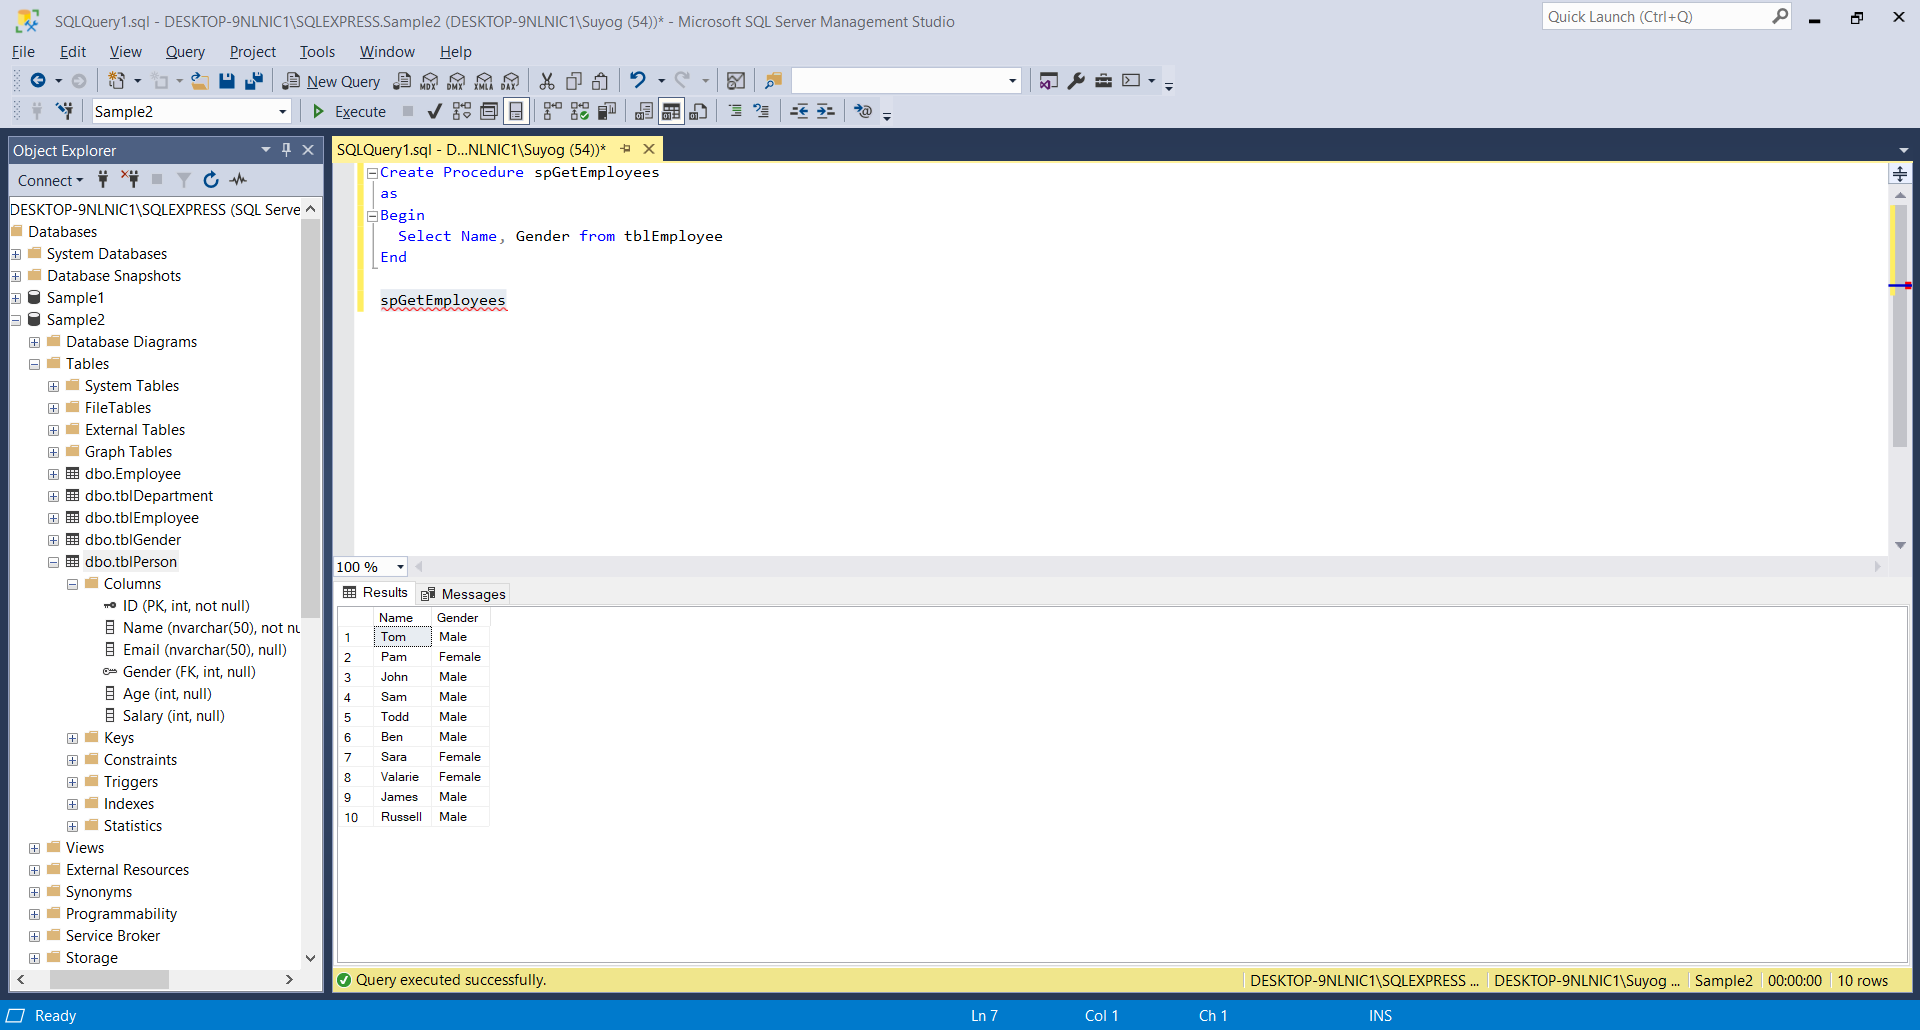 SQLQuery1.sql - DESKTOP-9NLNIC1\SQLEXPRESS.Sample2 (DESKTOP-9NLNIC1\Suyog (54))* - Microsoft SQL Server Management Studio
Quick Launch (Ctrl+Q)
File Edit View Query Project Tools Window Help
New Query MDX DMX XMLA DAX
Sample2 Execute
Object Explorer
Connect
DESKTOP-9NLNIC1\SQLEXPRESS (SQL Serve
Databases
System Databases
Database Snapshots
Sample1
Sample2
Database Diagrams
Tables
System Tables
FileTables
External Tables
Graph Tables
dbo.Employee
dbo.tblDepartment
dbo.tblEmployee
dbo.tblGender
dbo.tblPerson
Columns
ID (PK, int, not null)
Name (nvarchar(50), not nu
Email (nvarchar(50), null)
Gender (FK, int, null)
Age (int, null)
Salary (int, null)
Keys
Constraints
Triggers
Indexes
Statistics
Views
External Resources
Synonyms
Programmability
Service Broker
Storage
SQLQuery1.sql - D...NLNIC1\Suyog (54))*
Create Procedure spGetEmployees
as
Begin
Select Name, Gender from tblEmployee
End
spGetEmployees
100 %
Results Messages
Name Gender
1 Tom Male
2 Pam Female
3 John Male
4 Sam Male
5 Todd Male
6 Ben Male
7 Sara Female
8 Valarie Female
9 James Male
10 Russell Male
Query executed successfully.
DESKTOP-9NLNIC1\SQLEXPRESS ... DESKTOP-9NLNIC1\Suyog ... Sample2 00:00:00 10 rows
Ready Ln 7 Col 1 Ch 1 INS